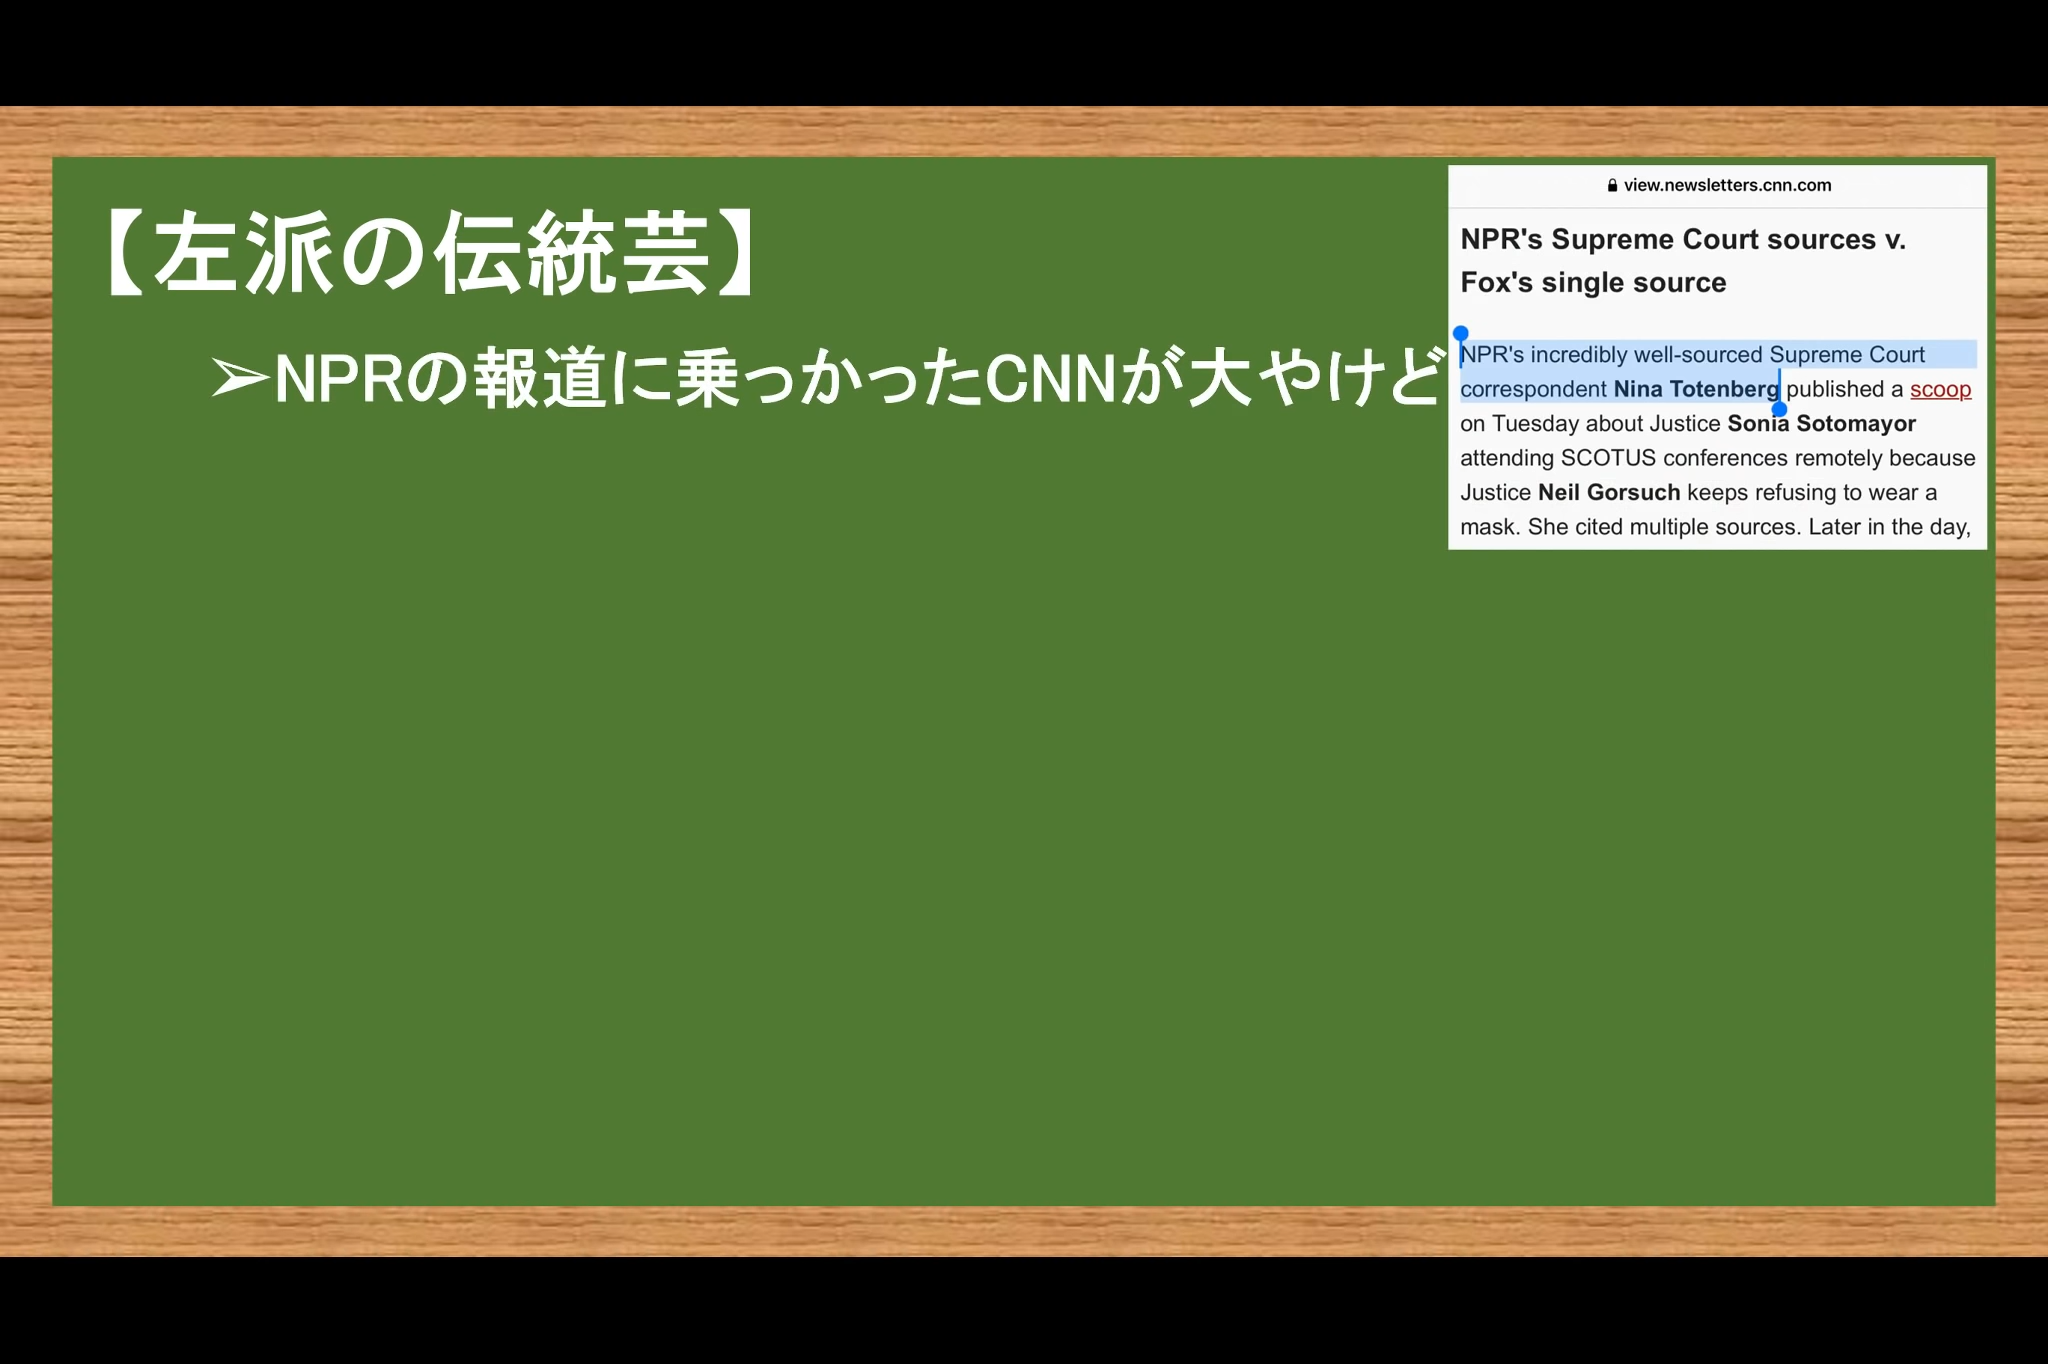 【左派の伝統芸】
➢NPRの報道に乗っかったCNNが大やけど
view.newsletters.cnn.com
NPR's Supreme Court sources v.
Fox's single source
NPR's incredibly well-sourced Supreme Court
correspondent Nina Totenberg published a scoop
on Tuesday about Justice Sonia Sotomayor
attending SCOTUS conferences remotely because
Justice Neil Gorsuch keeps refusing to wear a
mask. She cited multiple sources. Later in the day,